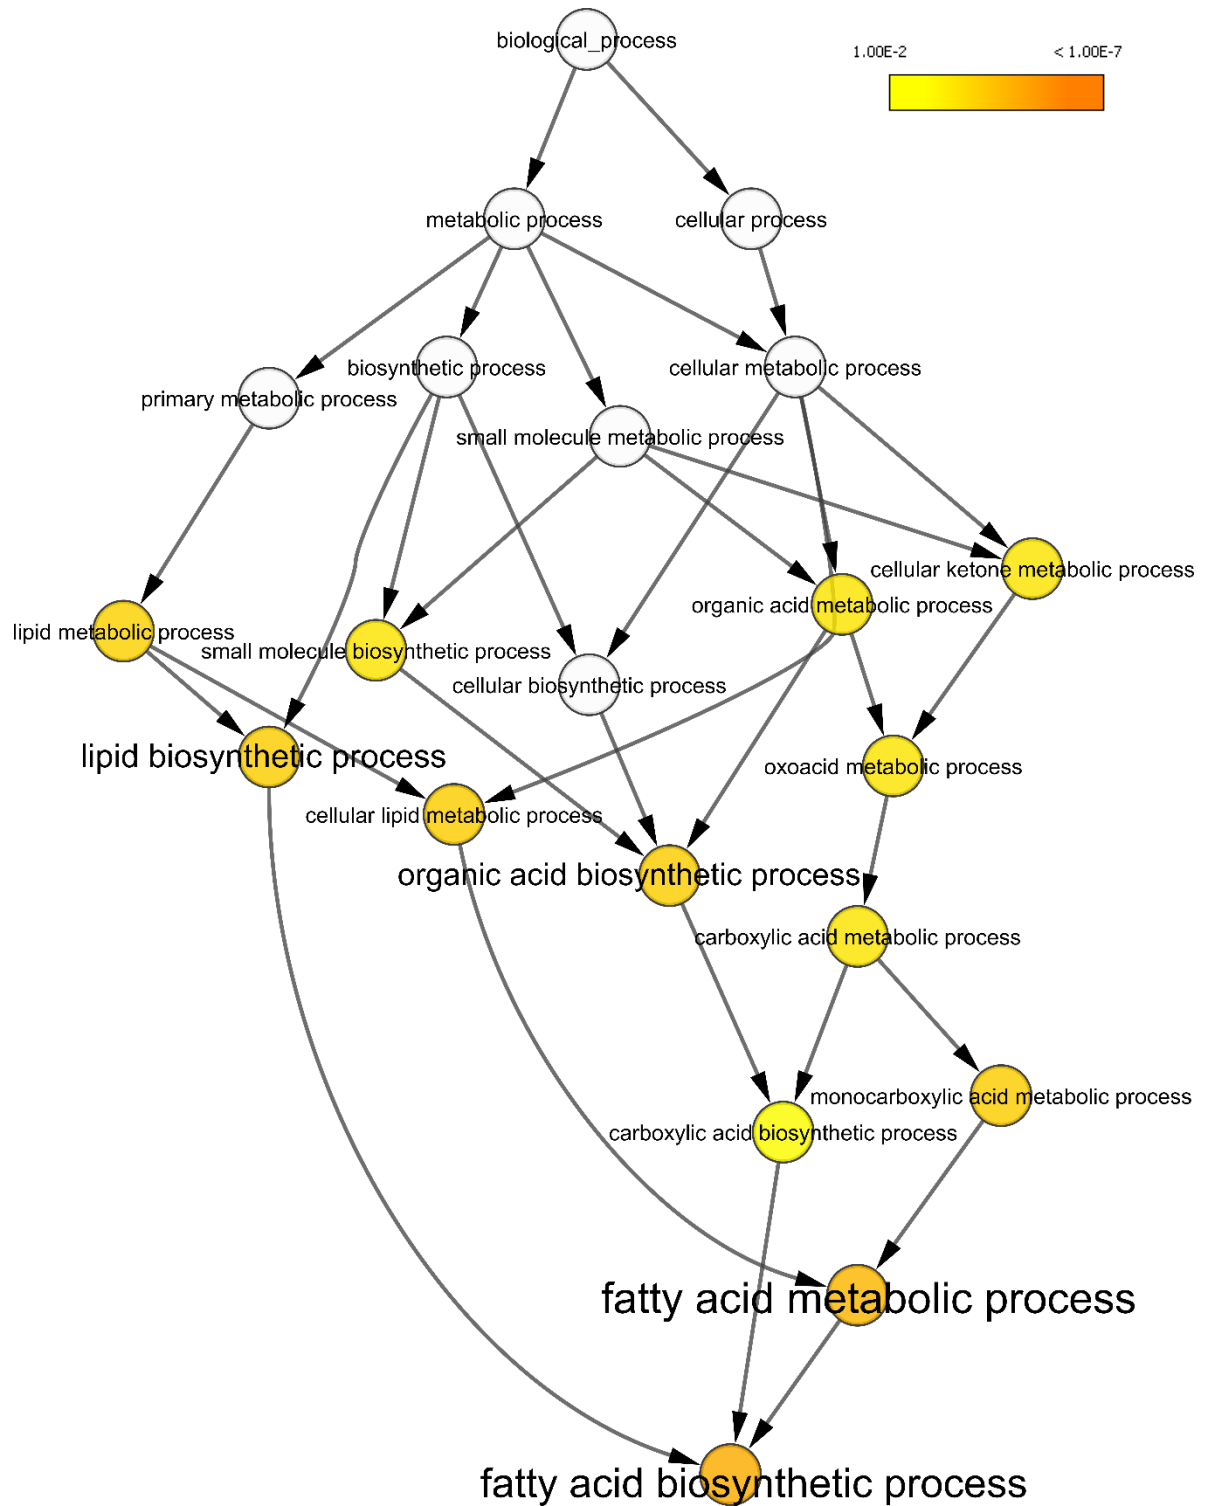 biological_process
1.00E-2
< 1.00E-7
metabolic process
cellular process
biosynthetic process
cellular metabolic process
primary metabolic process
small molecule metabolic process
cellular ketone metabolic process
organic acid metabolic process
lipid metabolic process
small molecule biosynthetic process
cellular biosynthetic process
lipid biosynthetic process
oxoacid metabolic process
cellular lipid metabolic process
organic acid biosynthetic process
carboxylic acid metabolic process
monocarboxylic acid metabolic process
carboxylic acid biosynthetic process
fatty acid metabolic process
fatty acid biosynthetic process